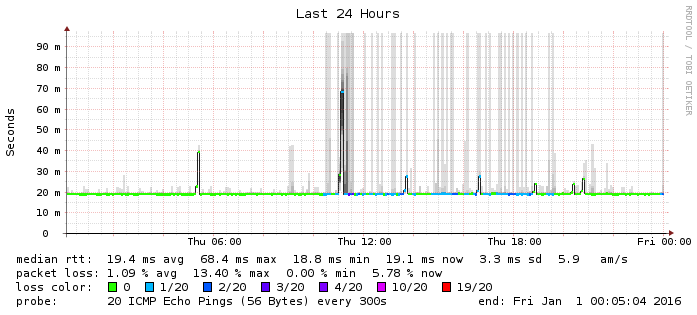 Last 24 Hours
RRDTOOL / TOBI OETIKER
Seconds
90 m
80 m
70 m
60 m
50 m
40 m
30 m
20 m
10 m
0
Thu 06:00 Thu 12:00 Thu 18:00 Fri 00:00
median rtt: 19.4 ms avg 68.4 ms max 18.8 ms min 19.1 ms now 3.3 ms sd 5.9 am/s
packet loss: 1.09 % avg 13.40 % max 0.00 % min 5.78 % now
loss color: 0 1/20 2/20 3/20 4/20 10/20 19/20
probe: 20 ICMP Echo Pings (56 Bytes) every 300s end: Fri Jan 1 00:05:04 2016